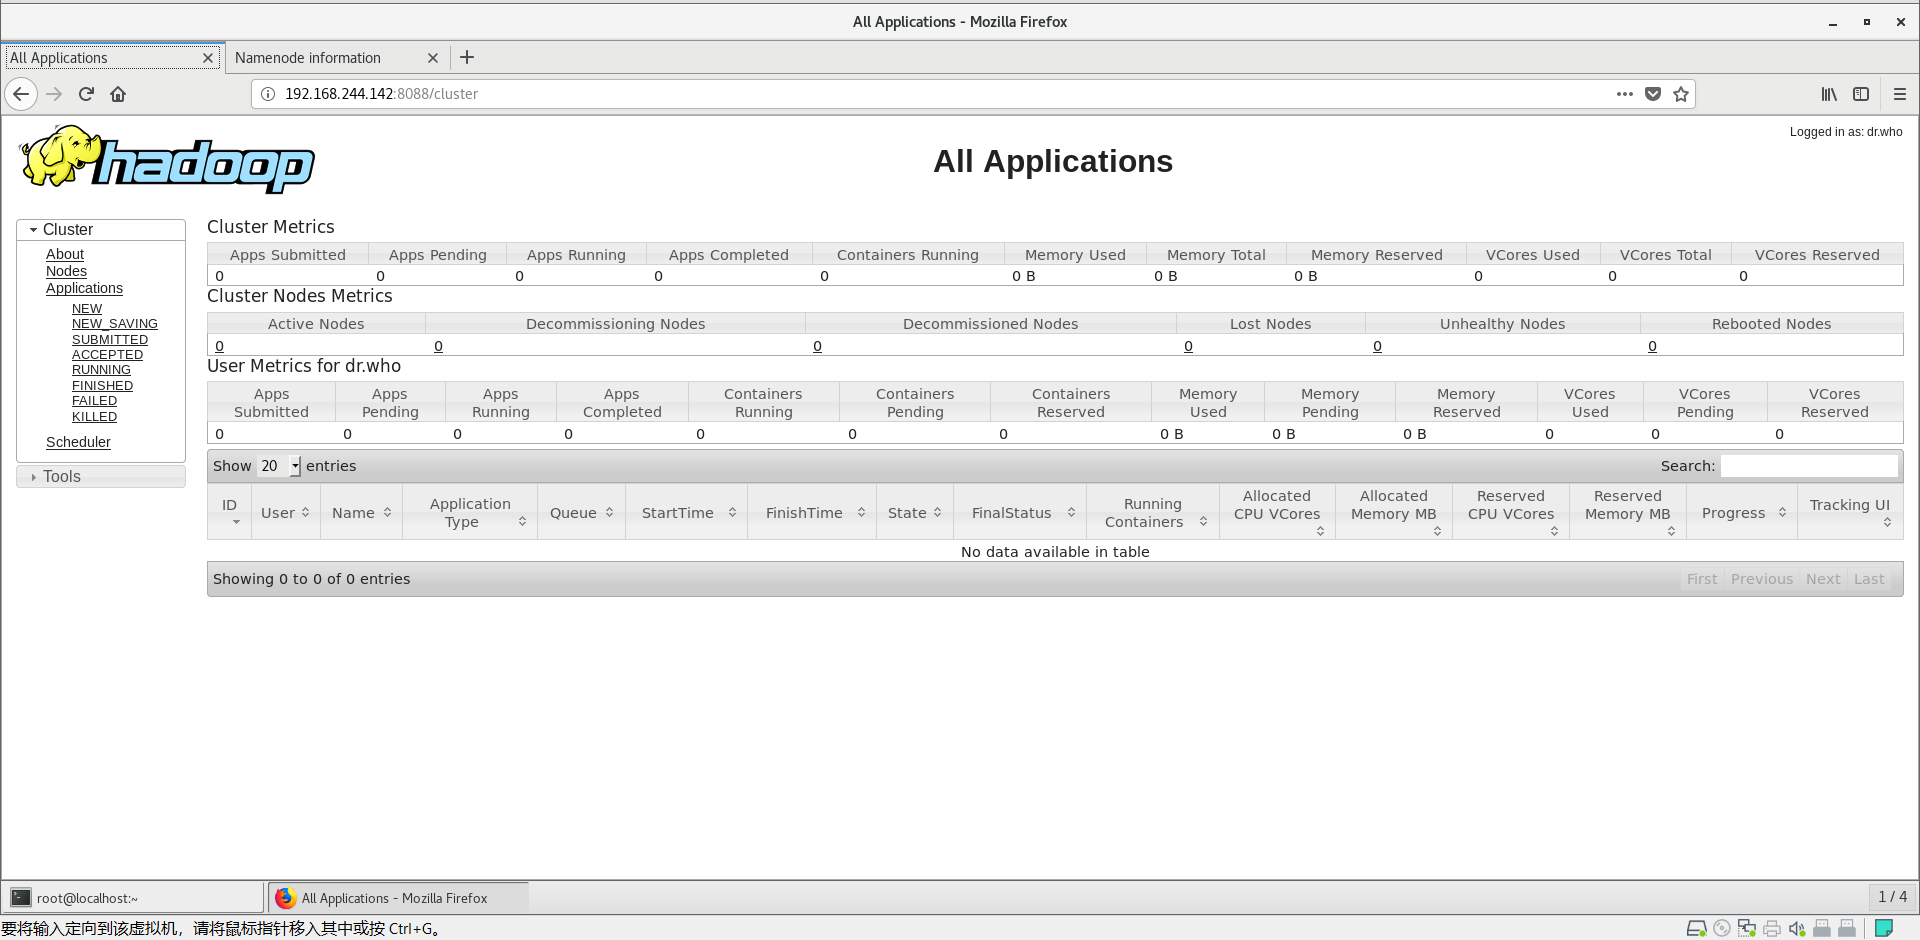 All Applications - Mozilla Firefox
All Applications
Namenode information
192.168.244.142:8088/cluster
Logged in as: dr.who
hadoop
All Applications
Cluster
About
Nodes
Applications
NEW
NEW_SAVING
SUBMITTED
ACCEPTED
RUNNING
FINISHED
FAILED
KILLED
Scheduler
Tools
Cluster Metrics
Apps Submitted Apps Pending Apps Running Apps Completed Containers Running Memory Used Memory Total Memory Reserved VCores Used VCores Total VCores Reserved
0 0 0 0 0 0 B 0 B 0 B 0 0 0
Cluster Nodes Metrics
Active Nodes Decommissioning Nodes Decommissioned Nodes Lost Nodes Unhealthy Nodes Rebooted Nodes
0 0 0 0 0 0
User Metrics for dr.who
Apps Submitted Apps Pending Apps Running Apps Completed Containers Running Containers Pending Containers Reserved Memory Used Memory Pending Memory Reserved VCores Used VCores Pending VCores Reserved
0 0 0 0 0 0 0 0 B 0 B 0 B 0 0 0
Show 20 entries Search:
ID User Name Application Type Queue StartTime FinishTime State FinalStatus Running Containers Allocated CPU VCores Allocated Memory MB Reserved CPU VCores Reserved Memory MB Progress Tracking UI
No data available in table
Showing 0 to 0 of 0 entries First Previous Next Last
root@localhost:~ All Applications - Mozilla Firefox 1 / 4
要将输入定向到该虚拟机，请将鼠标指针移入其中或按 Ctrl+G。